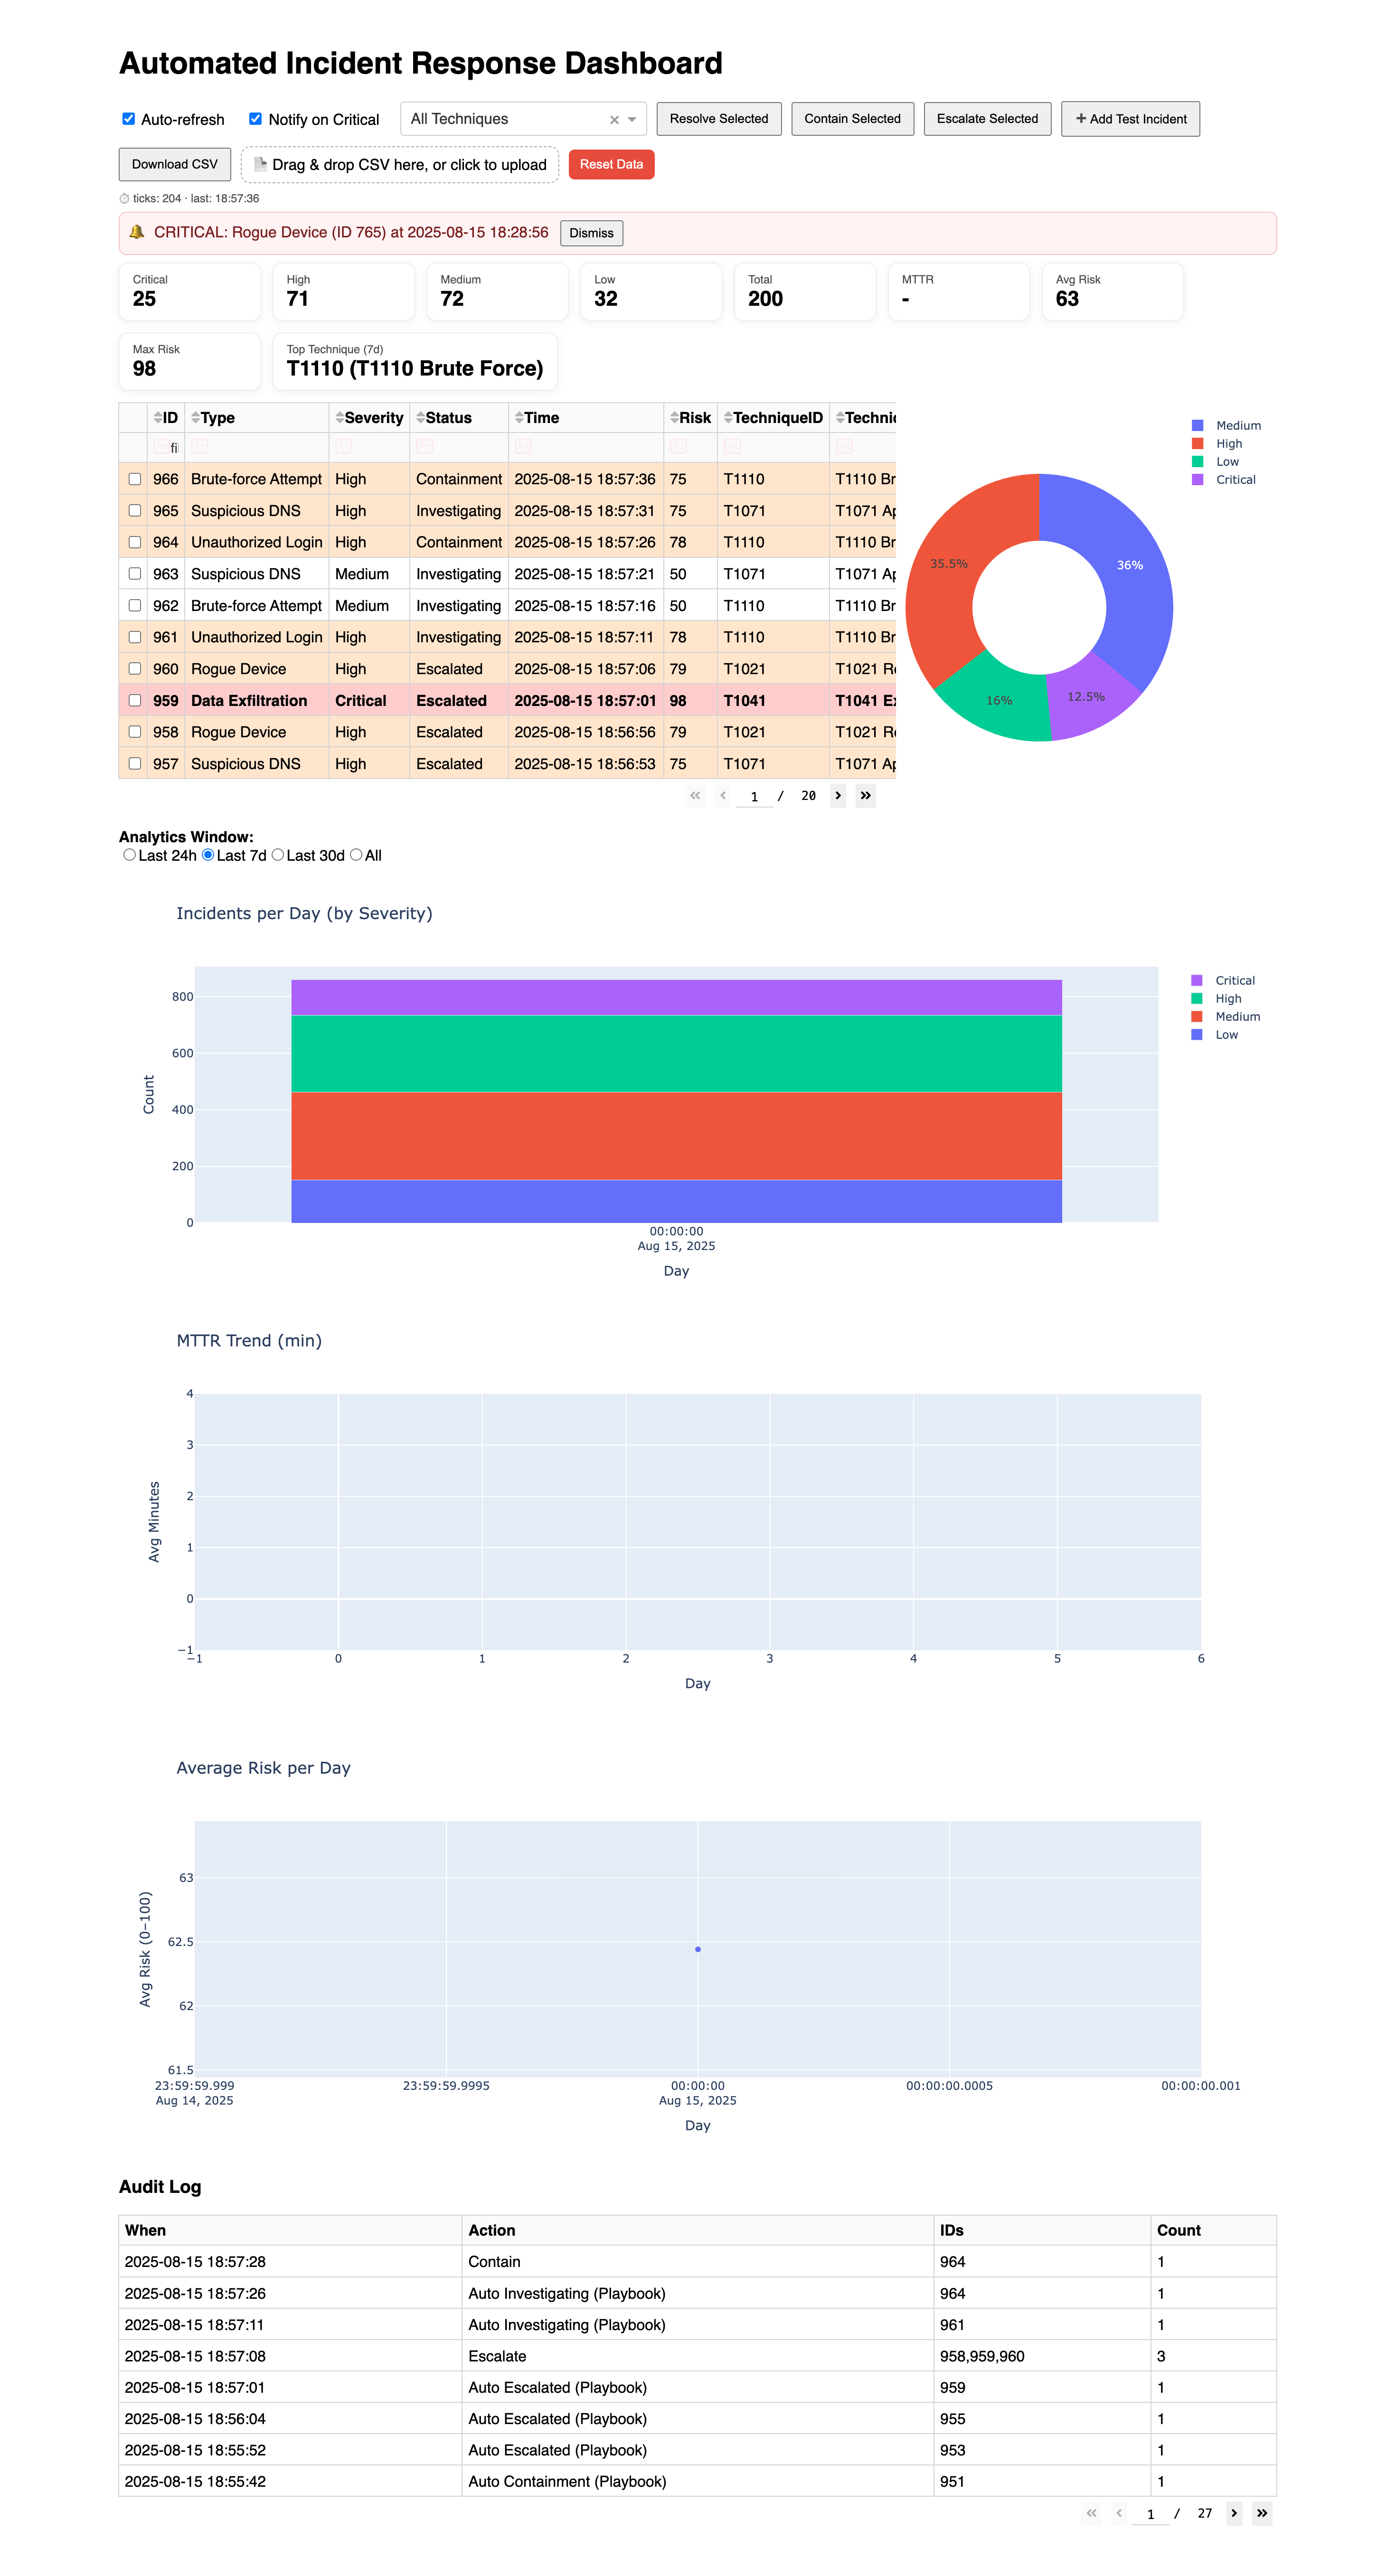 Automated Incident Response Dashboard
Auto-refresh Notify on Critical All Techniques Resolve Selected Contain Selected Escalate Selected + Add Test Incident
Download CSV Drag & drop CSV here, or click to upload Reset Data
ticks: 204 · last: 18:57:36
CRITICAL: Rogue Device (ID 765) at 2025-08-15 18:28:56 Dismiss
Critical High Medium Low Total MTTR Avg Risk
25 71 72 32 200 - 63
Max Risk Top Technique (7d)
98 T1110 (T1110 Brute Force)
ID Type Severity Status Time Risk TechniqueID Technic
fi
966 Brute-force Attempt High Containment 2025-08-15 18:57:36 75 T1110 T1110 Br
965 Suspicious DNS High Investigating 2025-08-15 18:57:31 75 T1071 T1071 Ap
964 Unauthorized Login High Containment 2025-08-15 18:57:26 78 T1110 T1110 Br
963 Suspicious DNS Medium Investigating 2025-08-15 18:57:21 50 T1071 T1071 Ap
962 Brute-force Attempt Medium Investigating 2025-08-15 18:57:16 50 T1110 T1110 Br
961 Unauthorized Login High Investigating 2025-08-15 18:57:11 78 T1110 T1110 Br
960 Rogue Device High Escalated 2025-08-15 18:57:06 79 T1021 T1021 Re
959 Data Exfiltration Critical Escalated 2025-08-15 18:57:01 98 T1041 T1041 Ex
958 Rogue Device High Escalated 2025-08-15 18:56:56 79 T1021 T1021 Re
957 Suspicious DNS High Escalated 2025-08-15 18:56:53 75 T1071 T1071 Ap
1 / 20
Medium
High
Low
Critical
35.5%
36%
16%
12.5%
Analytics Window:
Last 24h Last 7d Last 30d All
Incidents per Day (by Severity)
Count
800
600
400
200
0
00:00:00
Aug 15, 2025
Day
Critical
High
Medium
Low
MTTR Trend (min)
Avg Minutes
4
3
2
1
0
−1
−1 0 1 2 3 4 5 6
Day
Average Risk per Day
Avg Risk (0–100)
63
62.5
62
61.5
23:59:59.999 23:59:59.9995 00:00:00 00:00:00.0005 00:00:00.001
Aug 14, 2025 Aug 15, 2025
Day
Audit Log
When Action IDs Count
2025-08-15 18:57:28 Contain 964 1
2025-08-15 18:57:26 Auto Investigating (Playbook) 964 1
2025-08-15 18:57:11 Auto Investigating (Playbook) 961 1
2025-08-15 18:57:08 Escalate 958,959,960 3
2025-08-15 18:57:01 Auto Escalated (Playbook) 959 1
2025-08-15 18:56:04 Auto Escalated (Playbook) 955 1
2025-08-15 18:55:52 Auto Escalated (Playbook) 953 1
2025-08-15 18:55:42 Auto Containment (Playbook) 951 1
1 / 27